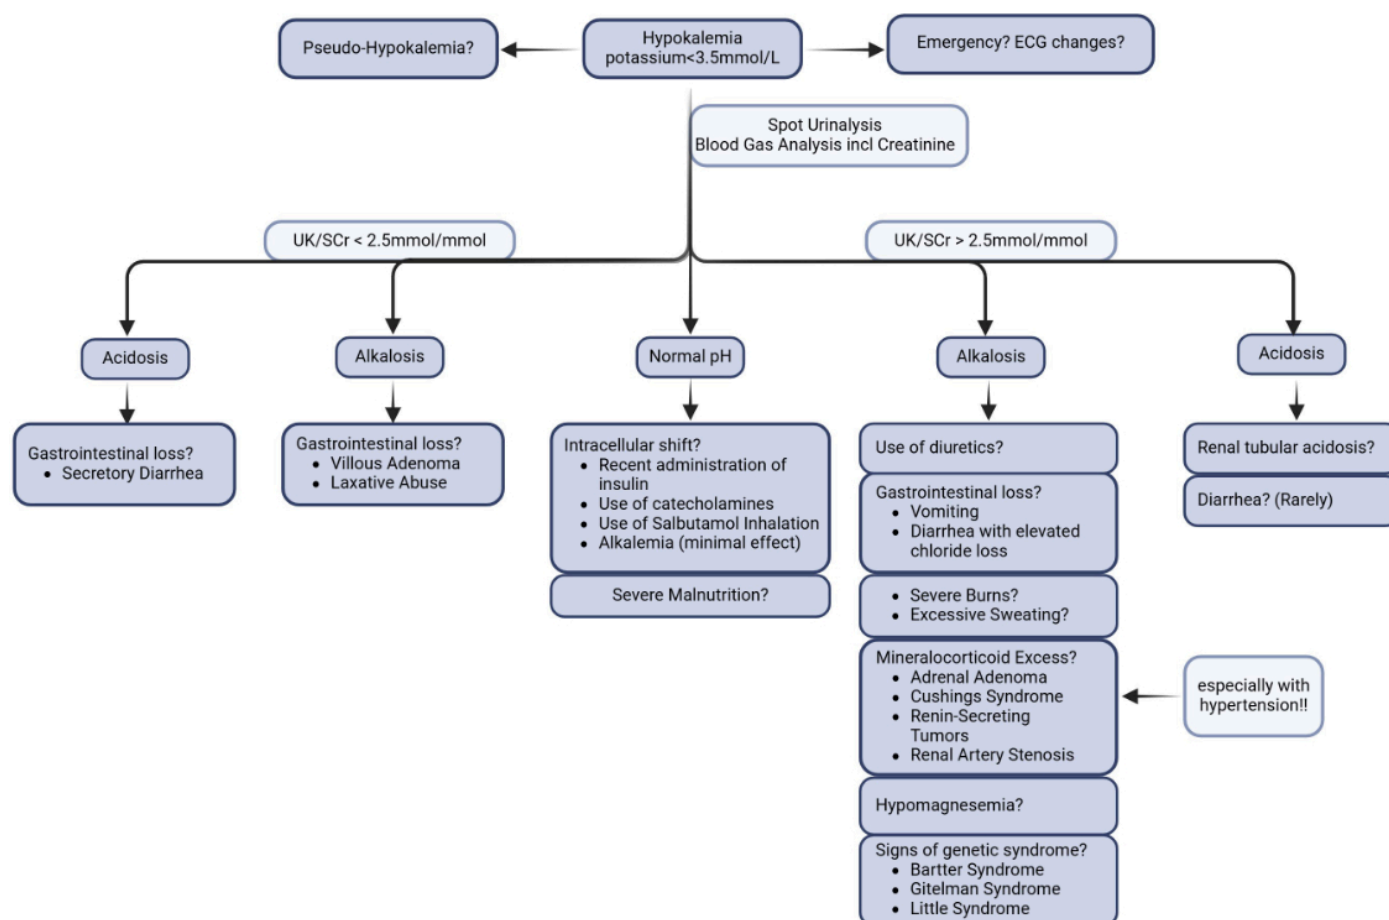 Pseudo-Hypokalemia?
Hypokalemia
potassium<3.5mmol/L
Emergency? ECG changes?
Spot Urinalysis
Blood Gas Analysis incl Creatinine
UK/SCr < 2.5mmol/mmol
UK/SCr > 2.5mmol/mmol
Acidosis
Alkalosis
Normal pH
Alkalosis
Acidosis
Gastrointestinal loss?
• Secretory Diarrhea
Gastrointestinal loss?
• Villous Adenoma
• Laxative Abuse
Intracellular shift?
• Recent administration of
insulin
• Use of catecholamines
• Use of Salbutamol Inhalation
• Alkalemia (minimal effect)
Severe Malnutrition?
Use of diuretics?
Gastrointestinal loss?
• Vomiting
• Diarrhea with elevated
chloride loss
• Severe Burns?
• Excessive Sweating?
Mineralocorticoid Excess?
• Adrenal Adenoma
• Cushings Syndrome
• Renin-Secreting
Tumors
• Renal Artery Stenosis
Hypomagnesemia?
Signs of genetic syndrome?
• Bartter Syndrome
• Gitelman Syndrome
• Little Syndrome
Renal tubular acidosis?
Diarrhea? (Rarely)
especially with
hypertension!!